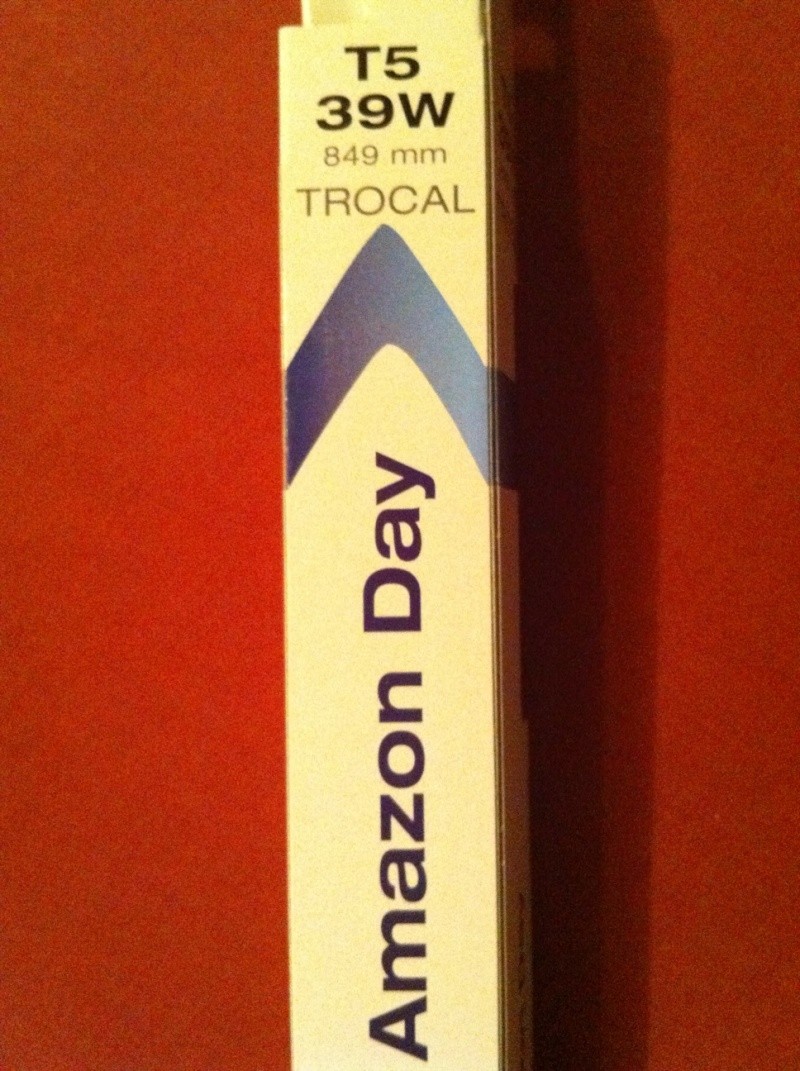 T5
39W
849 mm
TROCAL
Amazon Day